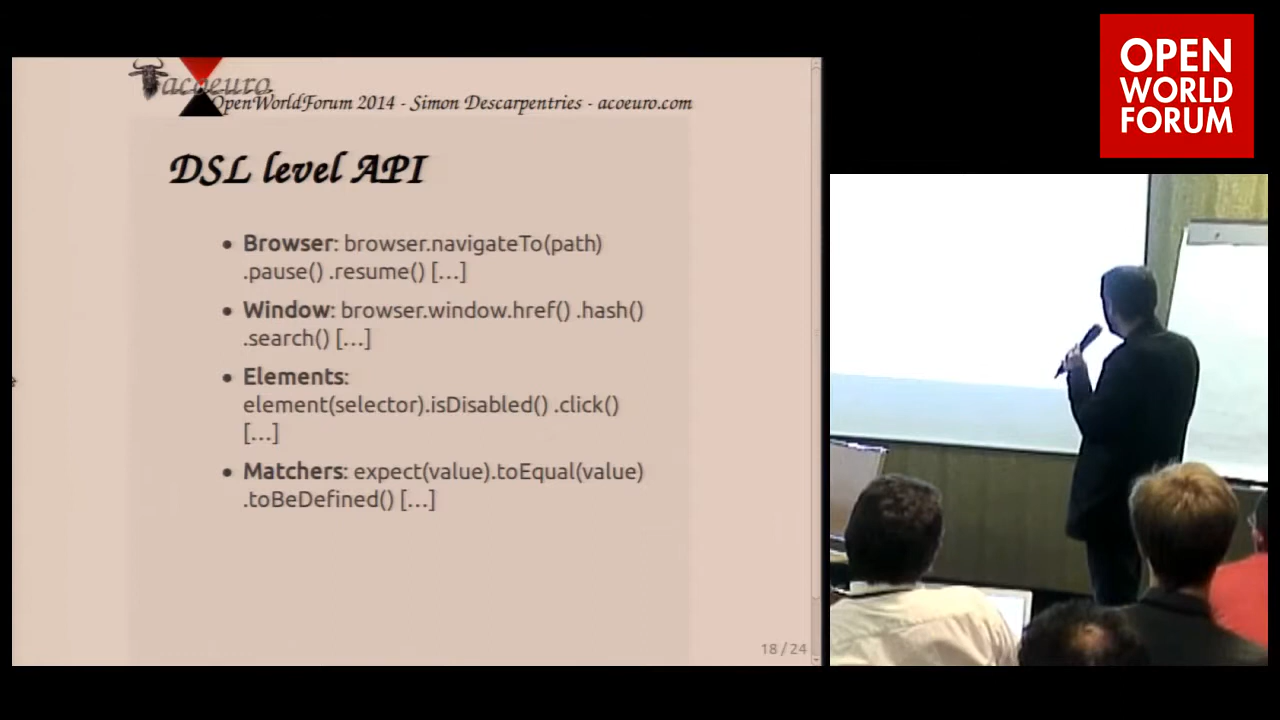 acoeuro
OpenWorldForum 2014 - Simon Descarpentries - acoeuro.com
DSL level API
• Browser: browser.navigateTo(path)
.pause() .resume() […]
• Window: browser.window.href() .hash()
.search() […]
• Elements:
element(selector).isDisabled() .click()
[…]
• Matchers: expect(value).toEqual(value)
.toBeDefined() […]
18 / 24
OPEN
WORLD
FORUM